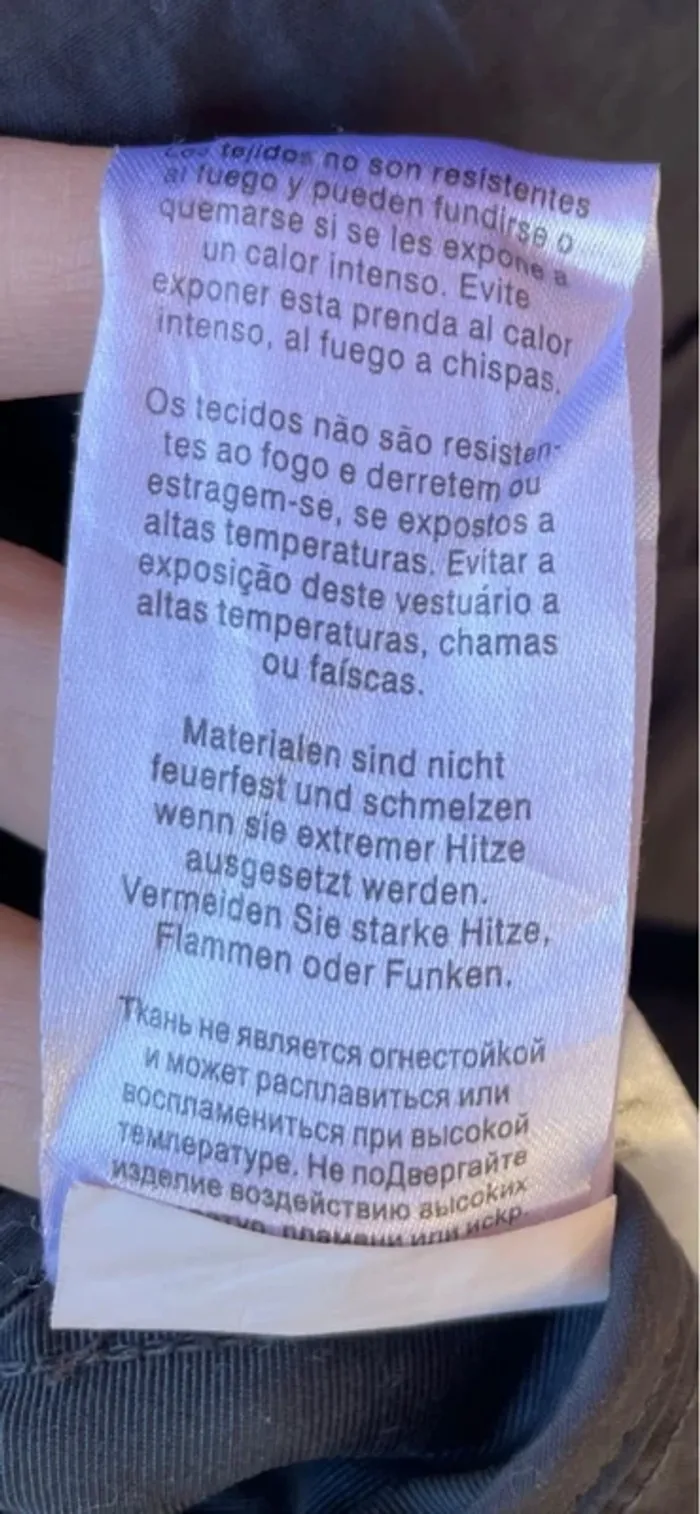 Los tejidos no son resistentes
al fuego y pueden fundirse o
quemarse si se les expone a
un calor intenso. Evite
exponer esta prenda al calor
intenso, al fuego a chispas.
Os tecidos não são resisten-
tes ao fogo e derretem ou
estragem-se, se expostos a
altas temperaturas. Evitar a
exposição deste vestuário a
altas temperaturas, chamas
ou faíscas.
Materialen sind nicht
feuerfest und schmelzen
wenn sie extremer Hitze
ausgesetzt werden.
Vermeiden Sie starke Hitze,
Flammen oder Funken.
Ткань не является огнестойкой
и может расплавиться или
воспламениться при высокой
температуре. Не поДвергайте
изделие воздействию высоких
пламени или искр.